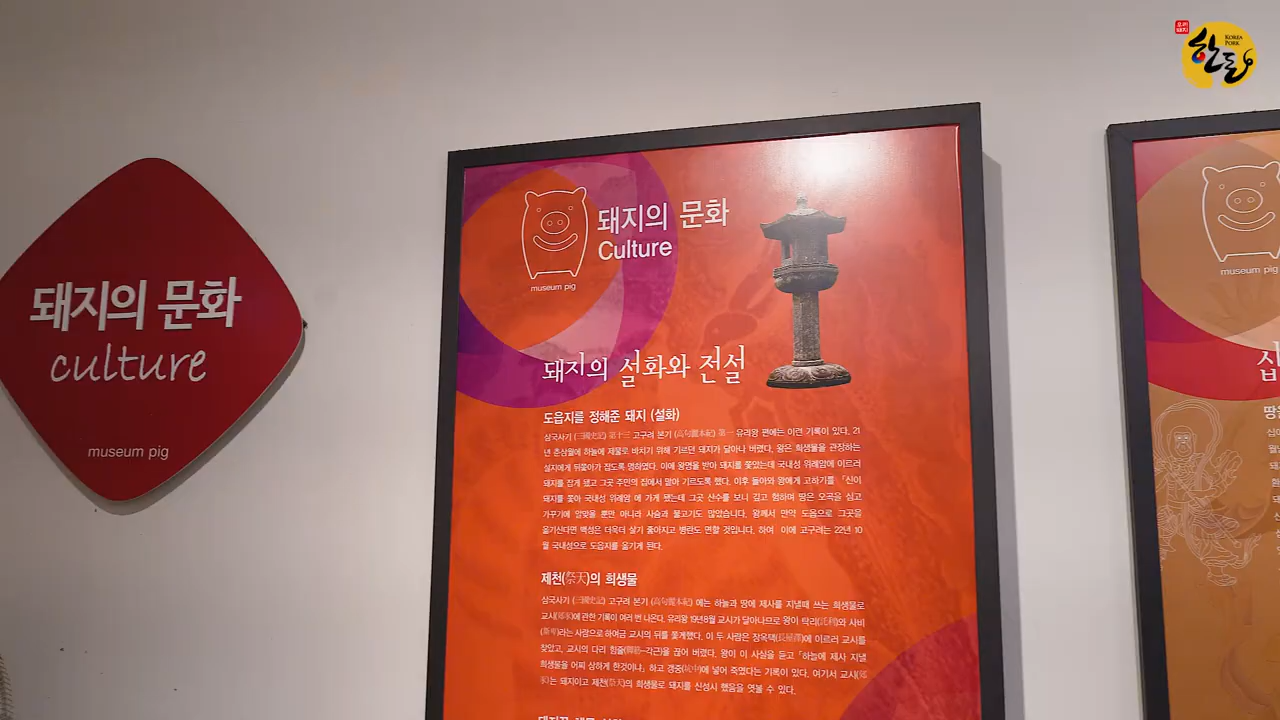 우리
돼지
한돈
KOREA
PORK
돼지의 문화
culture
museum pig
돼지의 문화
Culture
museum pig
돼지의 설화와 전설
도읍지를 정해준 돼지 (설화)
삼국사기 (三國史記) 第十三 고구려 본기 (高句麗本紀) 第一 유리왕 편에는 이런 기록이 있다. 21
년 춘삼월에 하늘에 제물로 바치기 위해 기르던 돼지가 달아나 버렸다. 왕은 희생물을 관장하는
설지에게 뒤쫓아가 잡도록 명하였다. 이에 왕명을 받아 돼지를 쫓았는데 국내성 위례암에 이르러
돼지를 잡게 됐고 그곳 주민의 집에서 맡아 기르도록 했다. 이후 돌아와 왕에게 고하기를 「신이
돼지를 쫓아 국내성 위례암 에 가게 됐는데 그곳 산수를 보니 깊고 험하며 땅은 오곡을 심고
가꾸기에 알맞을 뿐만 아니라 사슴과 물고기도 많았습니다. 왕께서 만약 도읍으로 그곳을
옮기신다면 백성은 더욱더 살기 좋아지고 병란도 면할 것입니다. 하여 이에 고구려는 22년 10
월 국내성으로 도읍지를 옮기게 된다.
제천(祭天)의 희생물
삼국사기 (三國史記) 고구려 본기 (高句麗本紀) 에는 하늘과 땅에 제사를 지낼때 쓰는 희생물로
교시(郊豕)에 관한 기록이 여러 번 나온다. 유리왕 19년8월 교시가 달아나므로 왕이 탁리(託利)와 사비
(斯卑)라는 사람으로 하여금 교시의 뒤를 쫓게했다. 이 두 사람은 장옥택(長屋澤)에 이르러 교시를
찾았고, 교시의 다리 힘줄(脚筋-각근)을 끊어 버렸다. 왕이 이 사실을 듣고 「하늘에 제사 지낼
희생물을 어찌 상하게 한것이냐」 하고 갱중(坑中)에 넣어 죽였다는 기록이 있다. 여기서 교시(郊
豕)는 돼지이고 제천(祭天)의 희생물로 돼지를 신성시 했음을 엿볼 수 있다.
museum pig
십
땅을